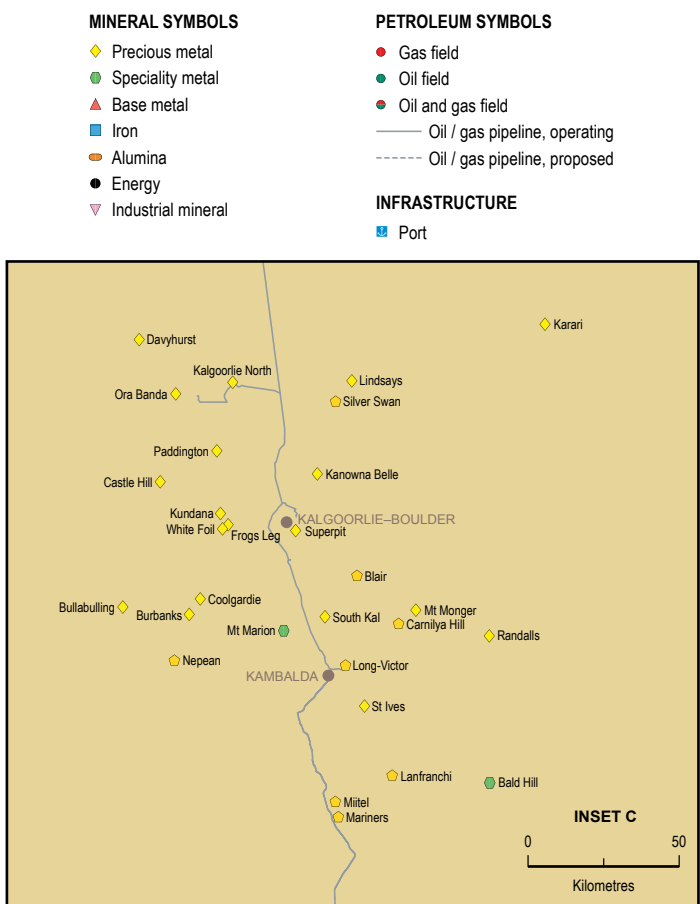 MINERAL SYMBOLS
Precious metal
Speciality metal
Base metal
Iron
Alumina
Energy
Industrial mineral
PETROLEUM SYMBOLS
Gas field
Oil field
Oil and gas field
Oil / gas pipeline, operating
Oil / gas pipeline, proposed
INFRASTRUCTURE
Port
Karari
Davyhurst
Kalgoorlie North
Lindsays
Ora Banda
Silver Swan
Paddington
Kanowna Belle
Castle Hill
Kundana
KALGOORLIE–BOULDER
White Foil
Frogs Leg
Superpit
Blair
Coolgardie
Bullabulling
Burbanks
Mt Monger
South Kal
Carnilya Hill
Mt Marion
Randalls
Nepean
Long-Victor
KAMBALDA
St Ives
Lanfranchi
Bald Hill
Miitel
Mariners
INSET C
0
50
Kilometres